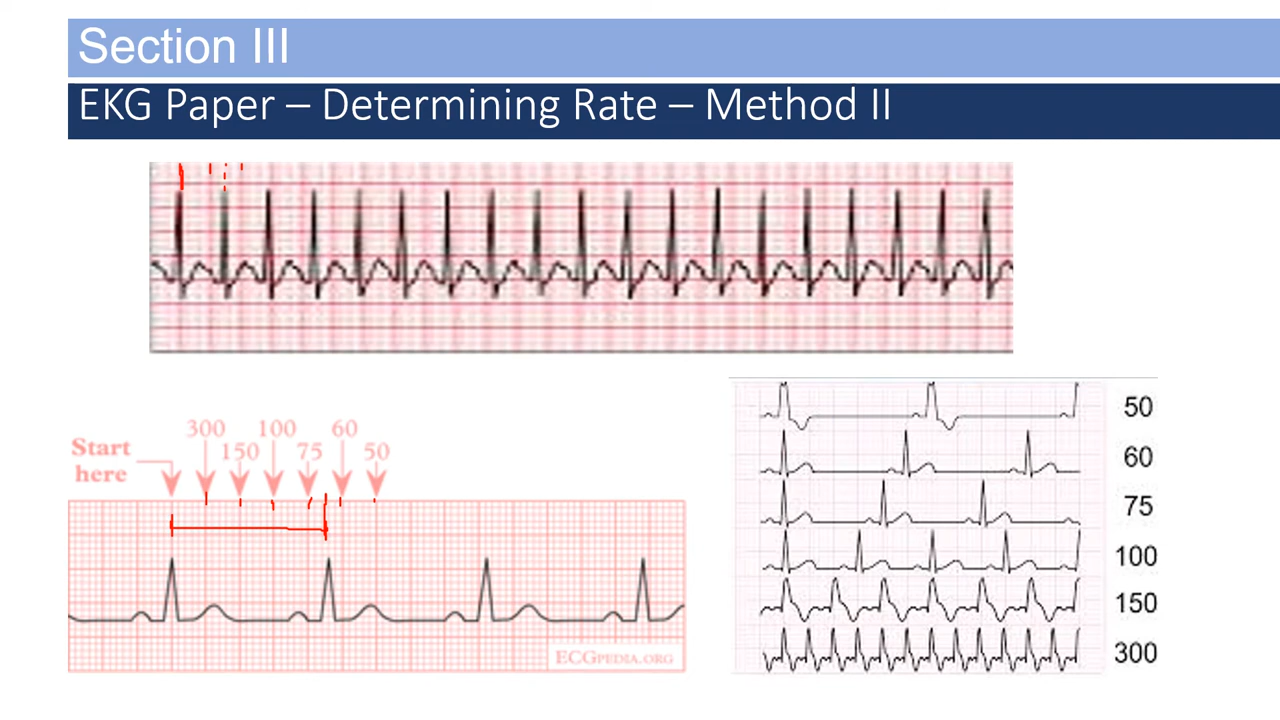 Section III
EKG Paper – Determining Rate – Method II
Start
here
300
150
100
75
60
50
ECGPEDIA.ORG
50
60
75
100
150
300